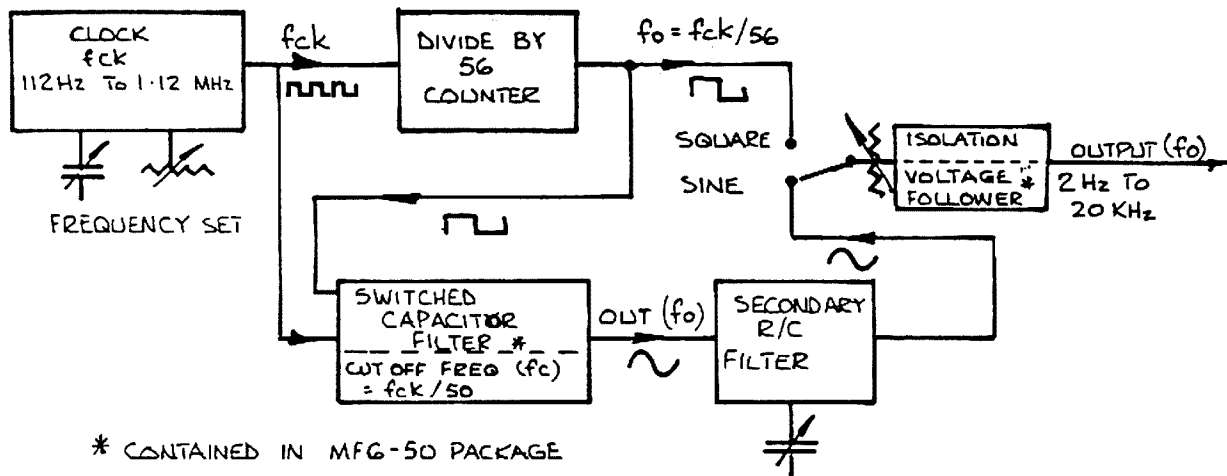 CLOCK
fck
112Hz To 1·12 MHz
FREQUENCY SET
fck
DIVIDE BY
56
COUNTER
fo = fck/56
SQUARE
SINE
ISOLATION
VOLTAGE *
FOLLOWER
OUTPUT (fo)
2 Hz To
20 KHz
SWITCHED
CAPACITOR
FILTER *
CUT OFF FREQ (fc)
= fck/50
OUT (fo)
SECONDARY
R/C
FILTER
* CONTAINED IN MF6-50 PACKAGE